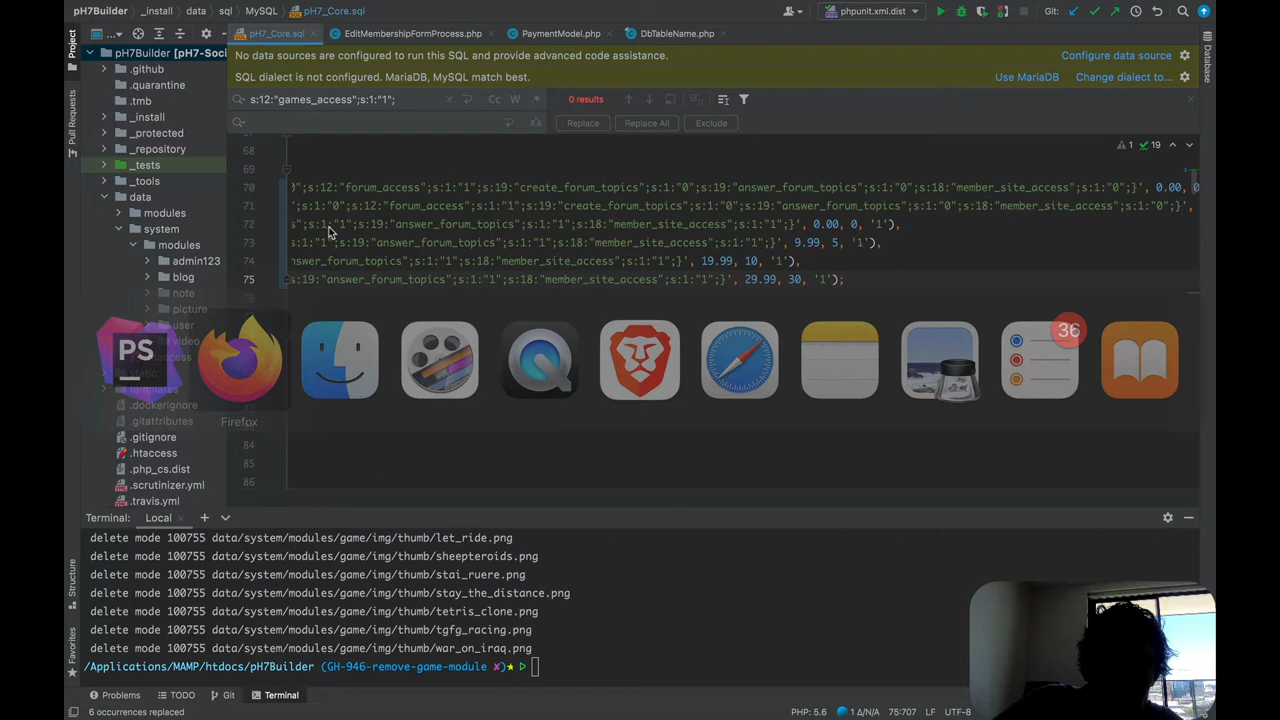 pH7Builder
_install
sql
MySQL
pH7_Core.sql
phpunit.xml.dist
Git:
Project
Pull Requests
Structure
Favorites
Database
pH7Builder [pH7-Soci
.github
.quarantine
.tmb
_install
_protected
_repository
_tests
_tools
data
modules
system
modules
admin123
blog
note
picture
user
video
.htaccess
static
templates
.dockerignore
.gitattributes
.gitignore
.htaccess
.php_cs.dist
.scrutinizer.yml
.travis.yml
pH7_Core.sql
EditMembershipFormProcess.php
PaymentModel.php
DbTableName.php
No data sources are configured to run this SQL and provide advanced code assistance.
Configure data source
SQL dialect is not configured. MariaDB, MySQL match best.
Use MariaDB
Change dialect to...
s:12:"games_access";s:1:"1";
Cc
W
0 results
Replace
Replace All
Exclude
1
19
68
69
70 0";s:12:"forum_access";s:1:"1";s:19:"create_forum_topics";s:1:"0";s:19:"answer_forum_topics";s:1:"0";s:18:"member_site_access";s:1:"0";}', 0.00, 0
71 ';s:1:"0";s:12:"forum_access";s:1:"1";s:19:"create_forum_topics";s:1:"0";s:19:"answer_forum_topics";s:1:"0";s:18:"member_site_access";s:1:"0";}',
72 s";s:1:"1";s:19:"answer_forum_topics";s:1:"1";s:18:"member_site_access";s:1:"1";}', 0.00, 0, '1'),
73 s:1:"1";s:19:"answer_forum_topics";s:1:"1";s:18:"member_site_access";s:1:"1";}', 9.99, 5, '1'),
74 nswer_forum_topics";s:1:"1";s:18:"member_site_access";s:1:"1";}', 19.99, 10, '1'),
75 s:19:"answer_forum_topics";s:1:"1";s:18:"member_site_access";s:1:"1";}', 29.99, 30, '1');
84
85
86
PS
36
Firefox
Terminal:
Local
delete mode 100755 data/system/modules/game/img/thumb/let_ride.png
delete mode 100755 data/system/modules/game/img/thumb/sheepteroids.png
delete mode 100755 data/system/modules/game/img/thumb/stai_ruere.png
delete mode 100755 data/system/modules/game/img/thumb/stay_the_distance.png
delete mode 100755 data/system/modules/game/img/thumb/tetris_clone.png
delete mode 100755 data/system/modules/game/img/thumb/tgfg_racing.png
delete mode 100755 data/system/modules/game/img/thumb/war_on_iraq.png
/Applications/MAMP/htdocs/pH7Builder (GH-946-remove-game-module ✘)★ ▷
Problems
TODO
Git
Terminal
6 occurrences replaced
PHP: 5.6
1 Δ/N/A
75:707
LF
UTF-8